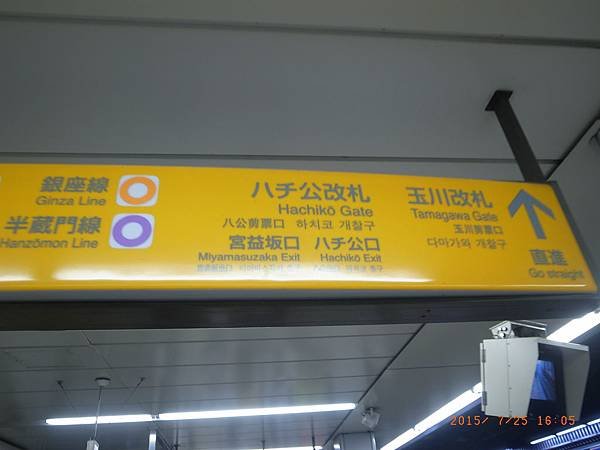 銀座線
Ginza Line
半蔵門線
Hanzōmon Line
ハチ公改札
Hachikō Gate
八公剪票口 하치코 개찰구
宮益坂口 ハチ公口
Miyamasuzaka Exit Hachikō Exit
玉川改札
Tamagawa Gate
玉川剪票口
다마가와 개찰구
直進
Go straight
2015/ 7/25 16:05